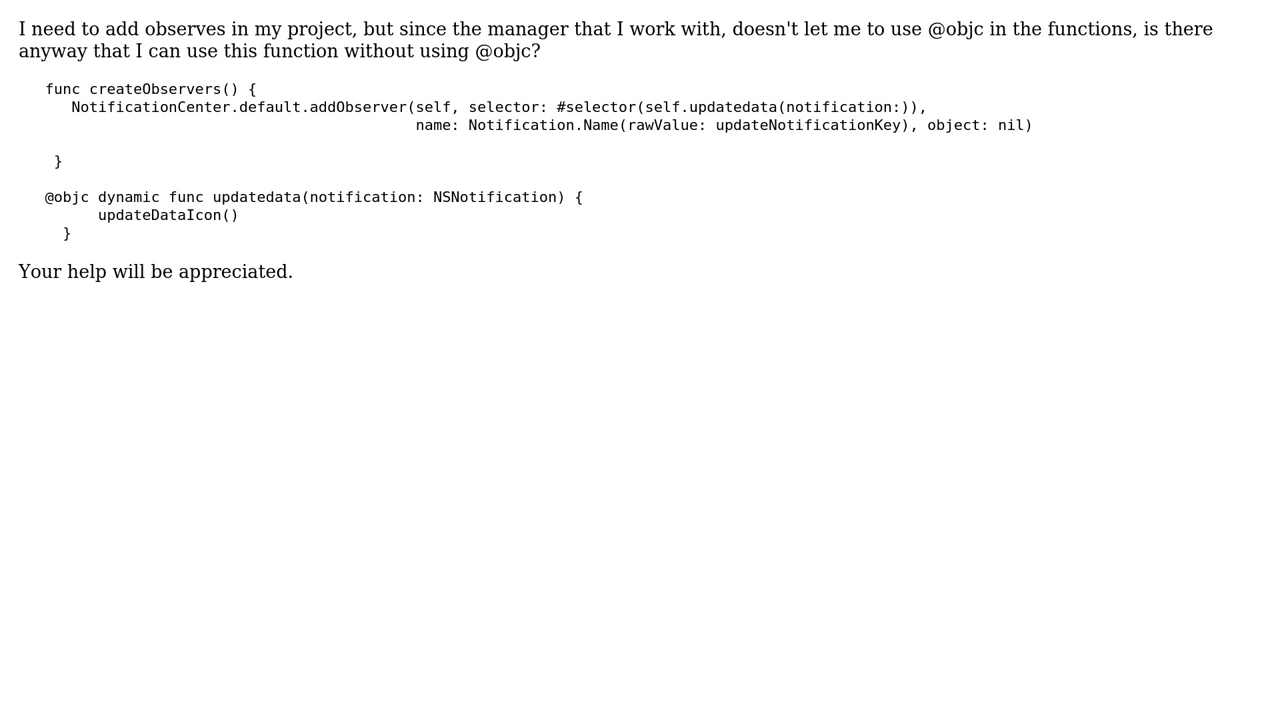 I need to add observes in my project, but since the manager that I work with, doesn't let me to use @objc in the functions, is there
anyway that I can use this function without using @objc?
func createObservers() {
NotificationCenter.default.addObserver(self, selector: #selector(self.updatedata(notification:)),
name: Notification.Name(rawValue: updateNotificationKey), object: nil)
}
@objc dynamic func updatedata(notification: NSNotification) {
updateDataIcon()
}
Your help will be appreciated.